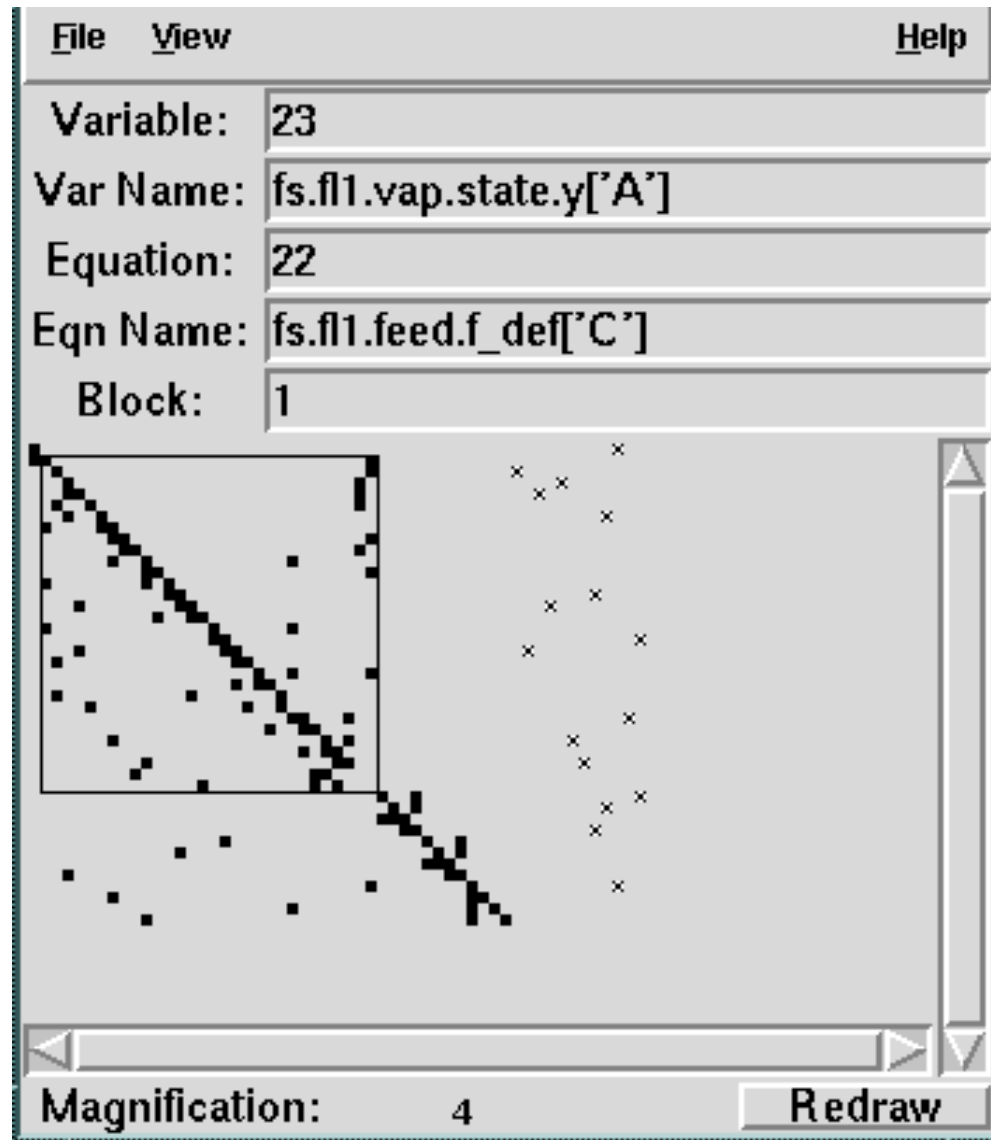 File View Help
Variable: 23
Var Name: fs.fl1.vap.state.y['A']
Equation: 22
Eqn Name: fs.fl1.feed.f_def['C']
Block: 1
Magnification: 4 Redraw